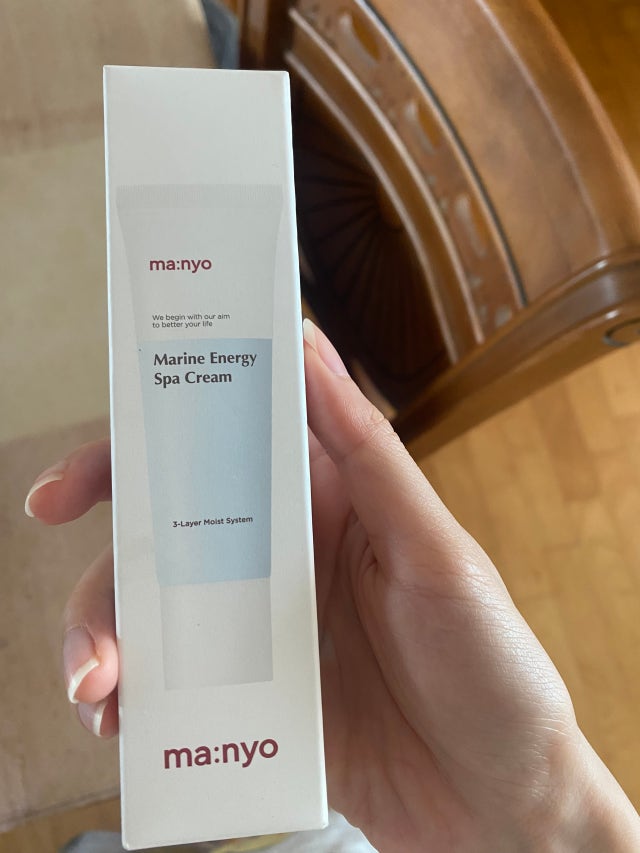 ma:nyo
We begin with our aim
to better your life
Marine Energy
Spa Cream
3-Layer Moist System
ma:nyo